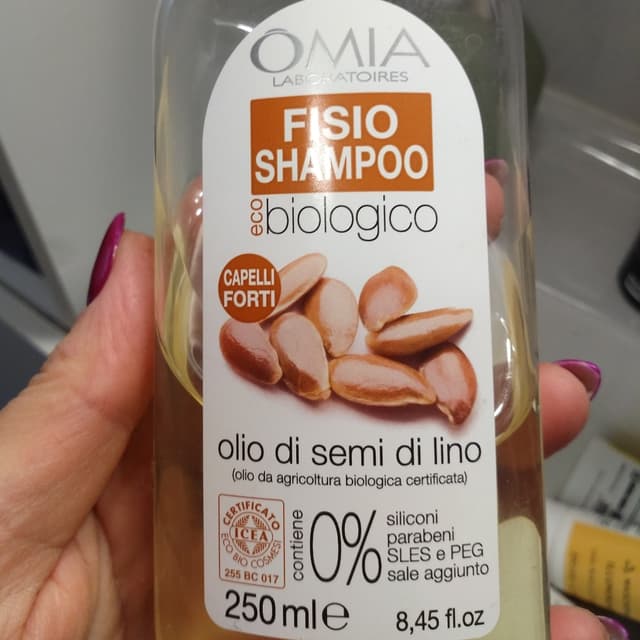 ÔMIA
LABORATOIRES
FISIO
SHAMPOO
eco
biologico
CAPELLI
FORTI
olio di semi di lino
(olio da agricoltura biologica certificata)
CERTIFICATO
ICEA
ECO BIO COSMESI
255 BC 017
contiene
0%
siliconi
parabeni
SLES e PEG
sale aggiunto
250 ml e
8,45 fl.oz